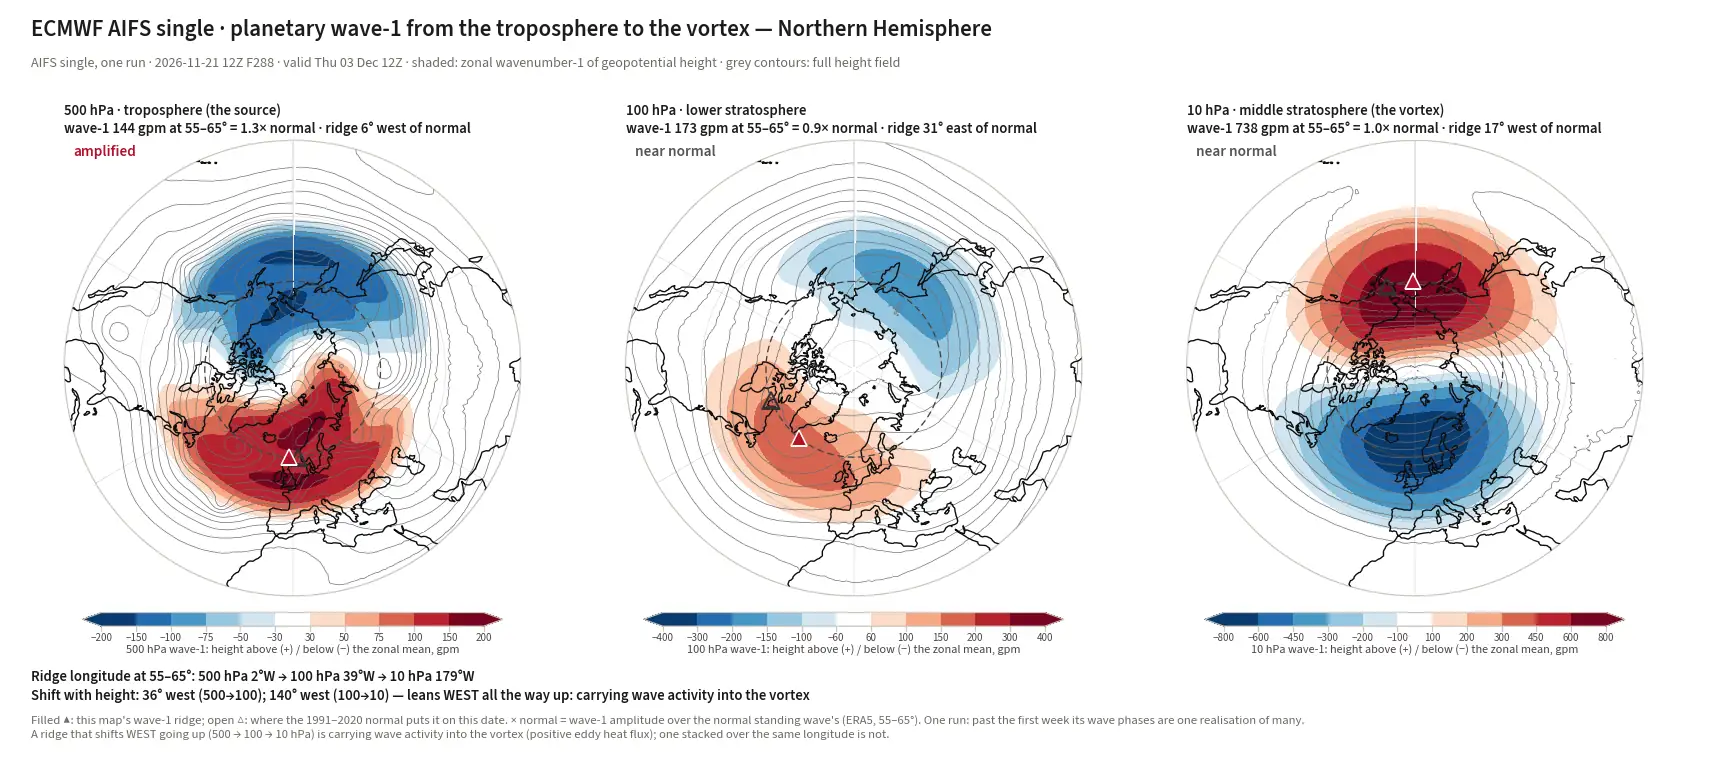 ECMWF AIFS single · planetary wave-1 from the troposphere to the vortex — Northern Hemisphere
AIFS single, one run · 2026-11-21 12Z F288 · valid Thu 03 Dec 12Z · shaded: zonal wavenumber-1 of geopotential height · grey contours: full height field
500 hPa · troposphere (the source)
wave-1 144 gpm at 55–65° = 1.3× normal · ridge 6° west of normal
amplified
100 hPa · lower stratosphere
wave-1 173 gpm at 55–65° = 0.9× normal · ridge 31° east of normal
near normal
10 hPa · middle stratosphere (the vortex)
wave-1 738 gpm at 55–65° = 1.0× normal · ridge 17° west of normal
near normal
−200 −150 −100 −75 −50 −30 30 50 75 100 150 200
500 hPa wave-1: height above (+) / below (−) the zonal mean, gpm
−400 −300 −200 −150 −100 −60 60 100 150 200 300 400
100 hPa wave-1: height above (+) / below (−) the zonal mean, gpm
−800 −600 −450 −300 −200 −100 100 200 300 450 600 800
10 hPa wave-1: height above (+) / below (−) the zonal mean, gpm
Ridge longitude at 55–65°: 500 hPa 2°W → 100 hPa 39°W → 10 hPa 179°W
Shift with height: 36° west (500→100); 140° west (100→10) — leans WEST all the way up: carrying wave activity into the vortex
Filled ▲: this map's wave-1 ridge; open △: where the 1991–2020 normal puts it on this date. × normal = wave-1 amplitude over the normal standing wave's (ERA5, 55–65°). One run: past the first week its wave phases are one realisation of many.
A ridge that shifts WEST going up (500 → 100 → 10 hPa) is carrying wave activity into the vortex (positive eddy heat flux); one stacked over the same longitude is not.